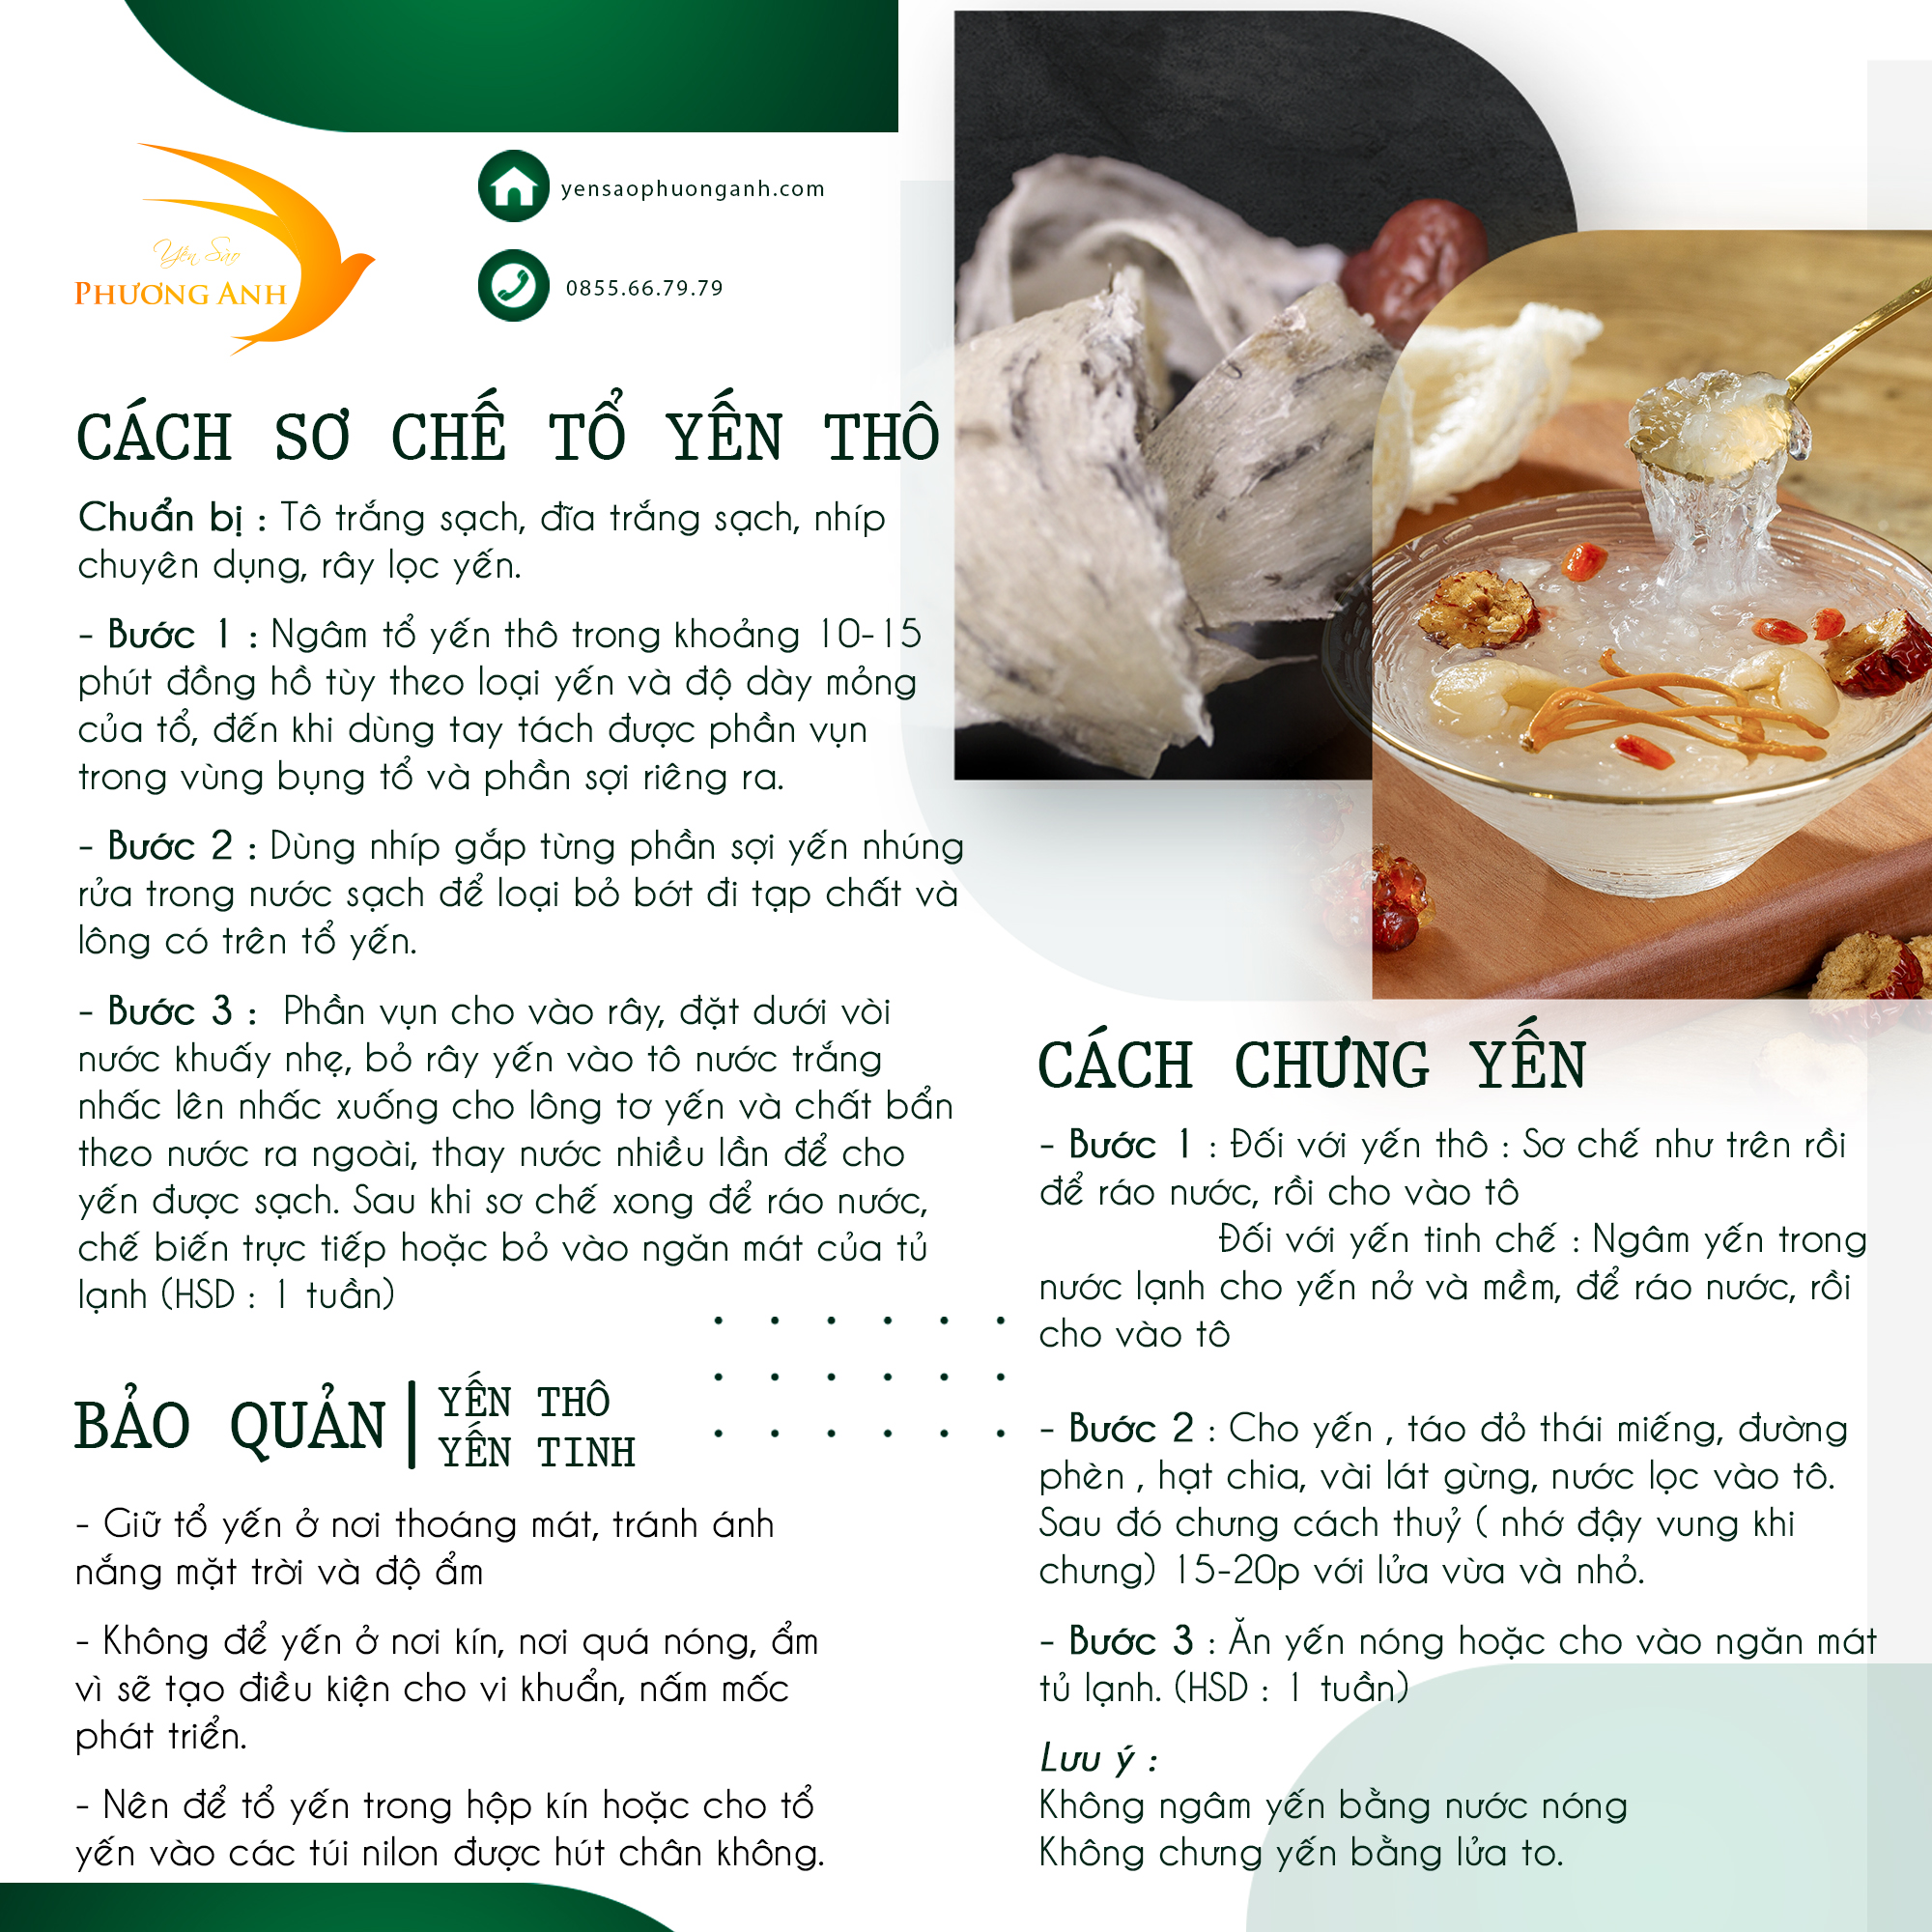 Yến Sào
PHƯƠNG ANH
yensaophuonganh.com
0855.66.79.79
CÁCH SƠ CHẾ TỔ YẾN THÔ
Chuẩn bị : Tô trắng sạch, đĩa trắng sạch, nhíp
chuyên dụng, rây lọc yến.
- Bước 1 : Ngâm tổ yến thô trong khoảng 10-15
phút đồng hồ tùy theo loại yến và độ dày mỏng
của tổ, đến khi dùng tay tách được phần vụn
trong vùng bụng tổ và phần sợi riêng ra.
- Bước 2 : Dùng nhíp gắp từng phần sợi yến nhúng
rửa trong nước sạch để loại bỏ bớt đi tạp chất và
lông có trên tổ yến.
- Bước 3 : Phần vụn cho vào rây, đặt dưới vòi
nước khuấy nhẹ, bỏ rây yến vào tô nước trắng
nhấc lên nhấc xuống cho lông tơ yến và chất bẩn
theo nước ra ngoài, thay nước nhiều lần để cho
yến được sạch. Sau khi sơ chế xong để ráo nước,
chế biến trực tiếp hoặc bỏ vào ngăn mát của tủ
lạnh (HSD : 1 tuần)
BẢO QUẢN
YẾN THÔ
YẾN TINH
- Giữ tổ yến ở nơi thoáng mát, tránh ánh
nắng mặt trời và độ ẩm
- Không để yến ở nơi kín, nơi quá nóng, ẩm
vì sẽ tạo điều kiện cho vi khuẩn, nấm mốc
phát triển.
- Nên để tổ yến trong hộp kín hoặc cho tổ
yến vào các túi nilon được hút chân không.
CÁCH CHƯNG YẾN
- Bước 1 : Đối với yến thô : Sơ chế như trên rồi
để ráo nước, rồi cho vào tô
Đối với yến tinh chế : Ngâm yến trong
nước lạnh cho yến nở và mềm, để ráo nước, rồi
cho vào tô
- Bước 2 : Cho yến , táo đỏ thái miếng, đường
phèn , hạt chia, vài lát gừng, nước lọc vào tô.
Sau đó chưng cách thuỷ ( nhớ đậy vung khi
chưng) 15-20p với lửa vừa và nhỏ.
- Bước 3 : Ăn yến nóng hoặc cho vào ngăn mát
tủ lạnh. (HSD : 1 tuần)
Lưu ý :
Không ngâm yến bằng nước nóng
Không chưng yến bằng lửa to.